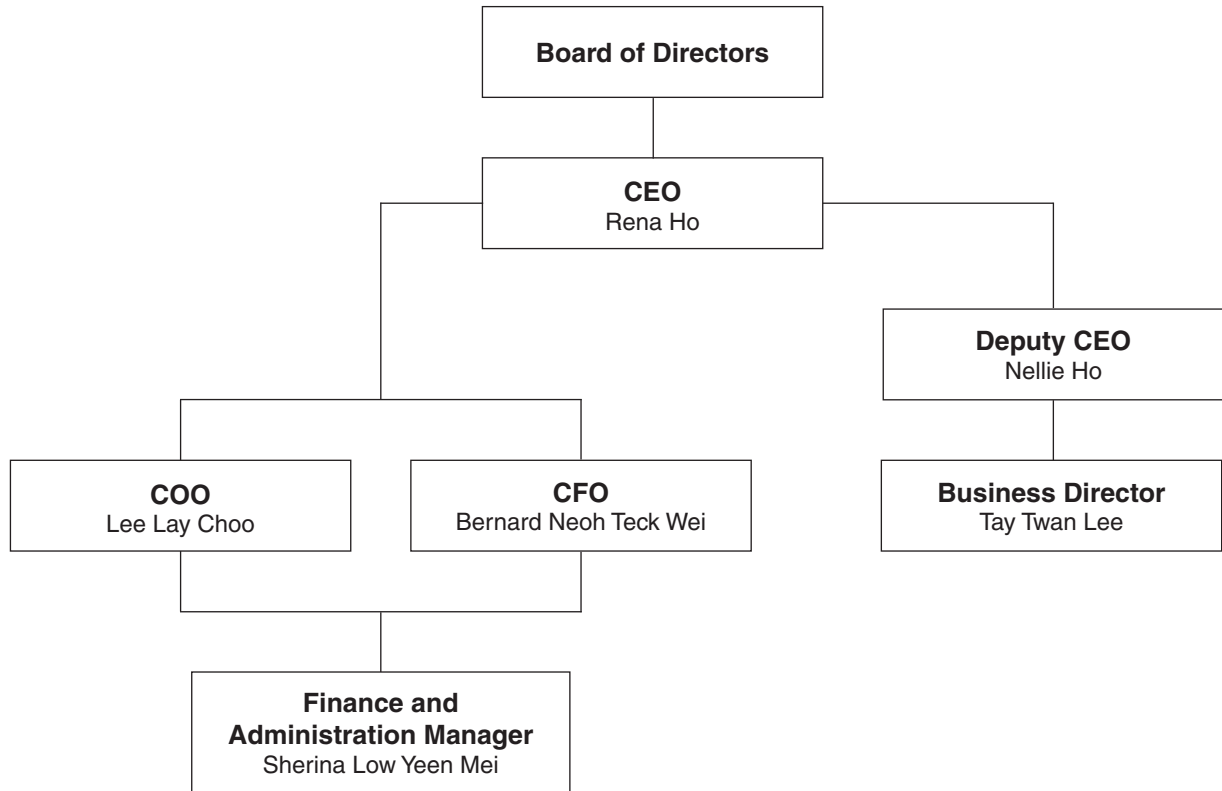 Board of Directors
CEO
Rena Ho
Deputy CEO
Nellie Ho
COO
Lee Lay Choo
CFO
Bernard Neoh Teck Wei
Business Director
Tay Twan Lee
Finance and
Administration Manager
Sherina Low Yeen Mei